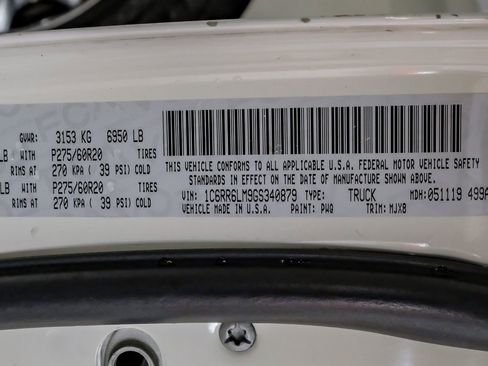 GVWR: 3153 KG 6950 LB
LB WITH P275/60R20 TIRES
RIMS AT 270 KPA ( 39 PSI) COLD
LB WITH P275/60R20 TIRES
RIMS AT 270 KPA ( 39 PSI) COLD
THIS VEHICLE CONFORMS TO ALL APPLICABLE U.S.A. FEDERAL MOTOR VEHICLE SAFETY
STANDARDS IN EFFECT ON THE DATE OF MANUFACTURE SHOWN ABOVE.
VIN: 1C6RR6LM9GS340879 TYPE: TRUCK MDH: 051119 499A
VEHICLE MADE IN U.S.A. PAINT: PW9 TRIM: MJX8